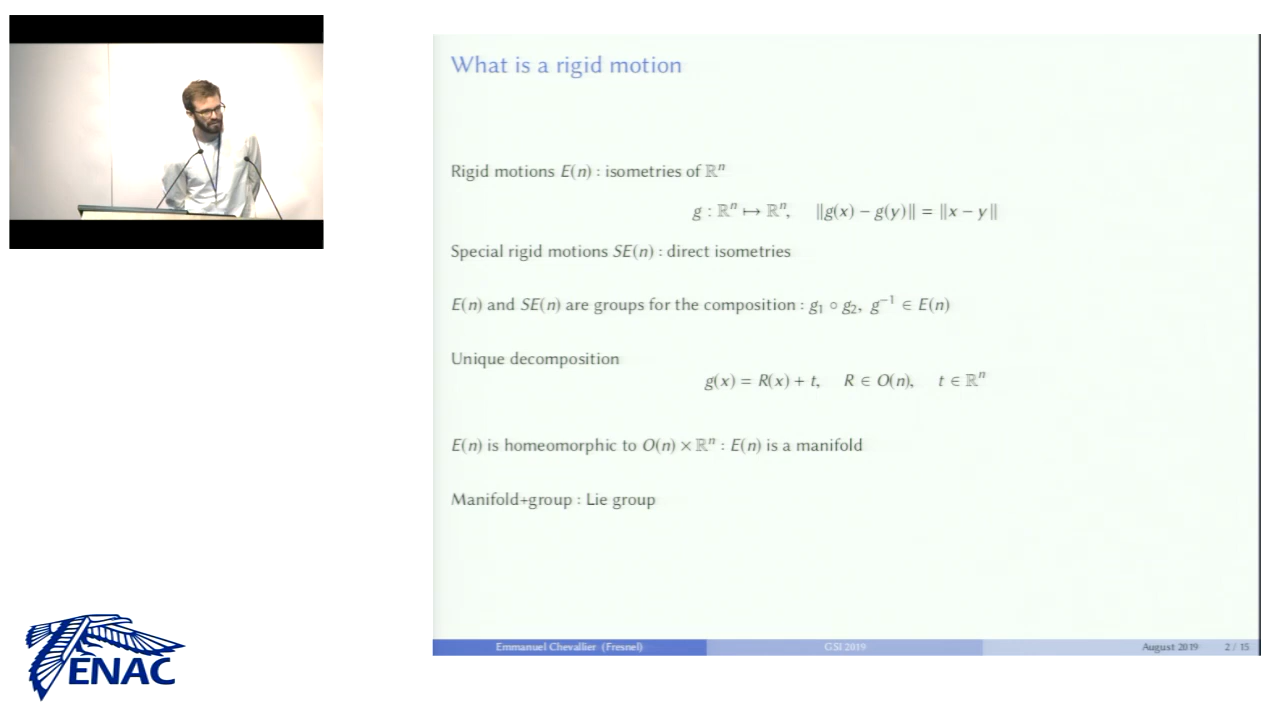 What is a rigid motion
Rigid motions E(n) : isometries of ℝⁿ
g : ℝⁿ ↦ ℝⁿ, ‖g(x) − g(y)‖ = ‖x − y‖
Special rigid motions SE(n) : direct isometries
E(n) and SE(n) are groups for the composition : g₁ ∘ g₂, g⁻¹ ∈ E(n)
Unique decomposition
g(x) = R(x) + t, R ∈ O(n), t ∈ ℝⁿ
E(n) is homeomorphic to O(n) × ℝⁿ : E(n) is a manifold
Manifold+group : Lie group
Emmanuel Chevallier (Fresnel) GSI 2019 August 2019 2 / 15
ENAC